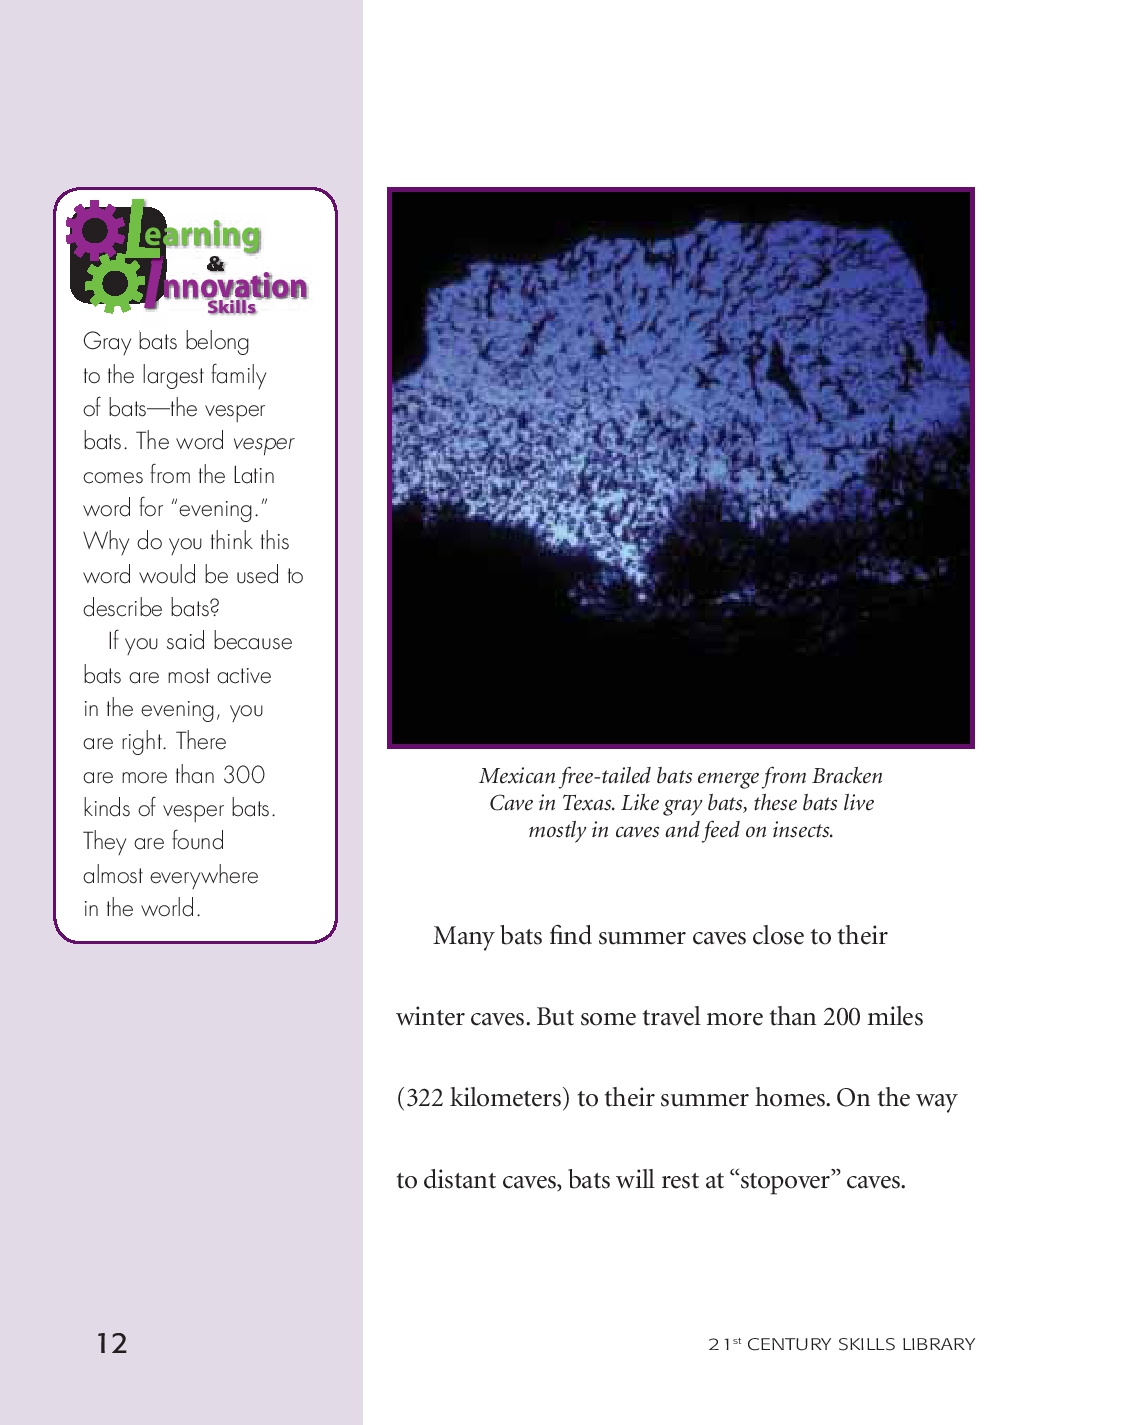 Learning
&
Innovation
Skills
Gray bats belong
to the largest family
of bats—the vesper
bats. The word vesper
comes from the Latin
word for “evening.”
Why do you think this
word would be used to
describe bats?
If you said because
bats are most active
in the evening, you
are right. There
are more than 300
kinds of vesper bats.
They are found
almost everywhere
in the world.
Mexican free-tailed bats emerge from Bracken
Cave in Texas. Like gray bats, these bats live
mostly in caves and feed on insects.
Many bats find summer caves close to their
winter caves. But some travel more than 200 miles
(322 kilometers) to their summer homes. On the way
to distant caves, bats will rest at “stopover” caves.
12
21st CENTURY SKILLS LIBRARY